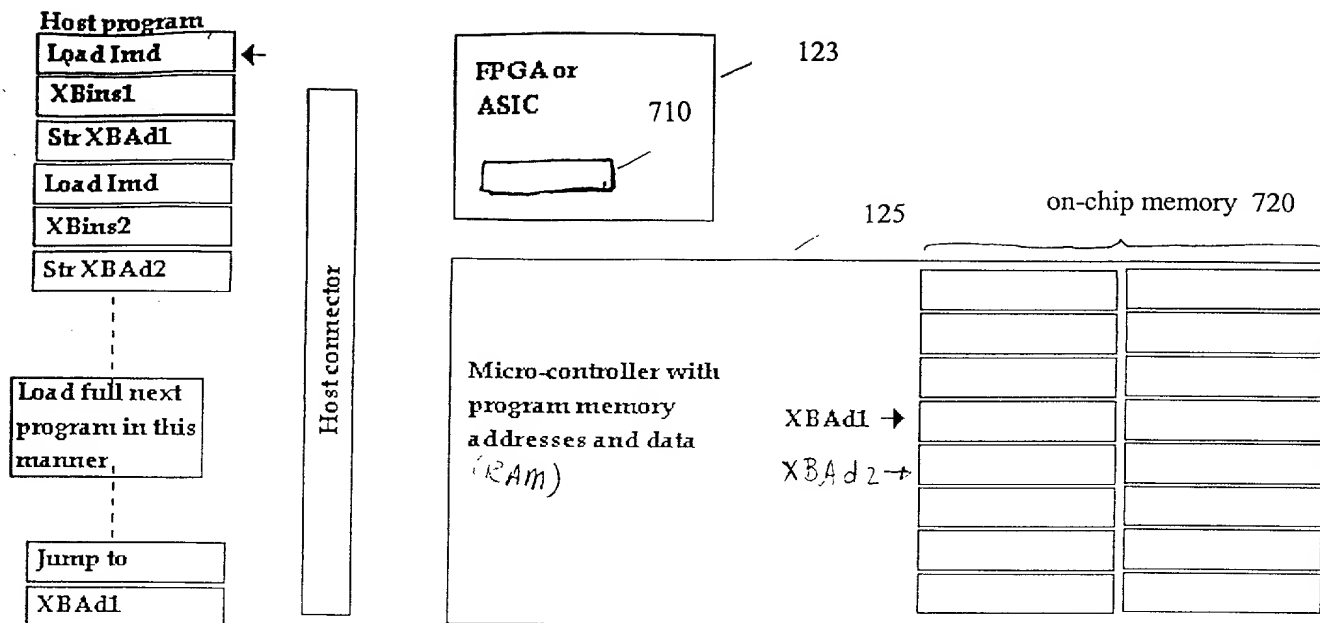 Host program
Load Imd
XBins1
Str XBAd1
Load Imd
XBins2
Str XBAd2
Load full next
program in this
manner
Jump to
XBAd1
Host connector
FPGA or
ASIC
123
710
125
on-chip memory 720
Micro-controller with
program memory
addresses and data
(RAM)
XBAd1
XBAd2